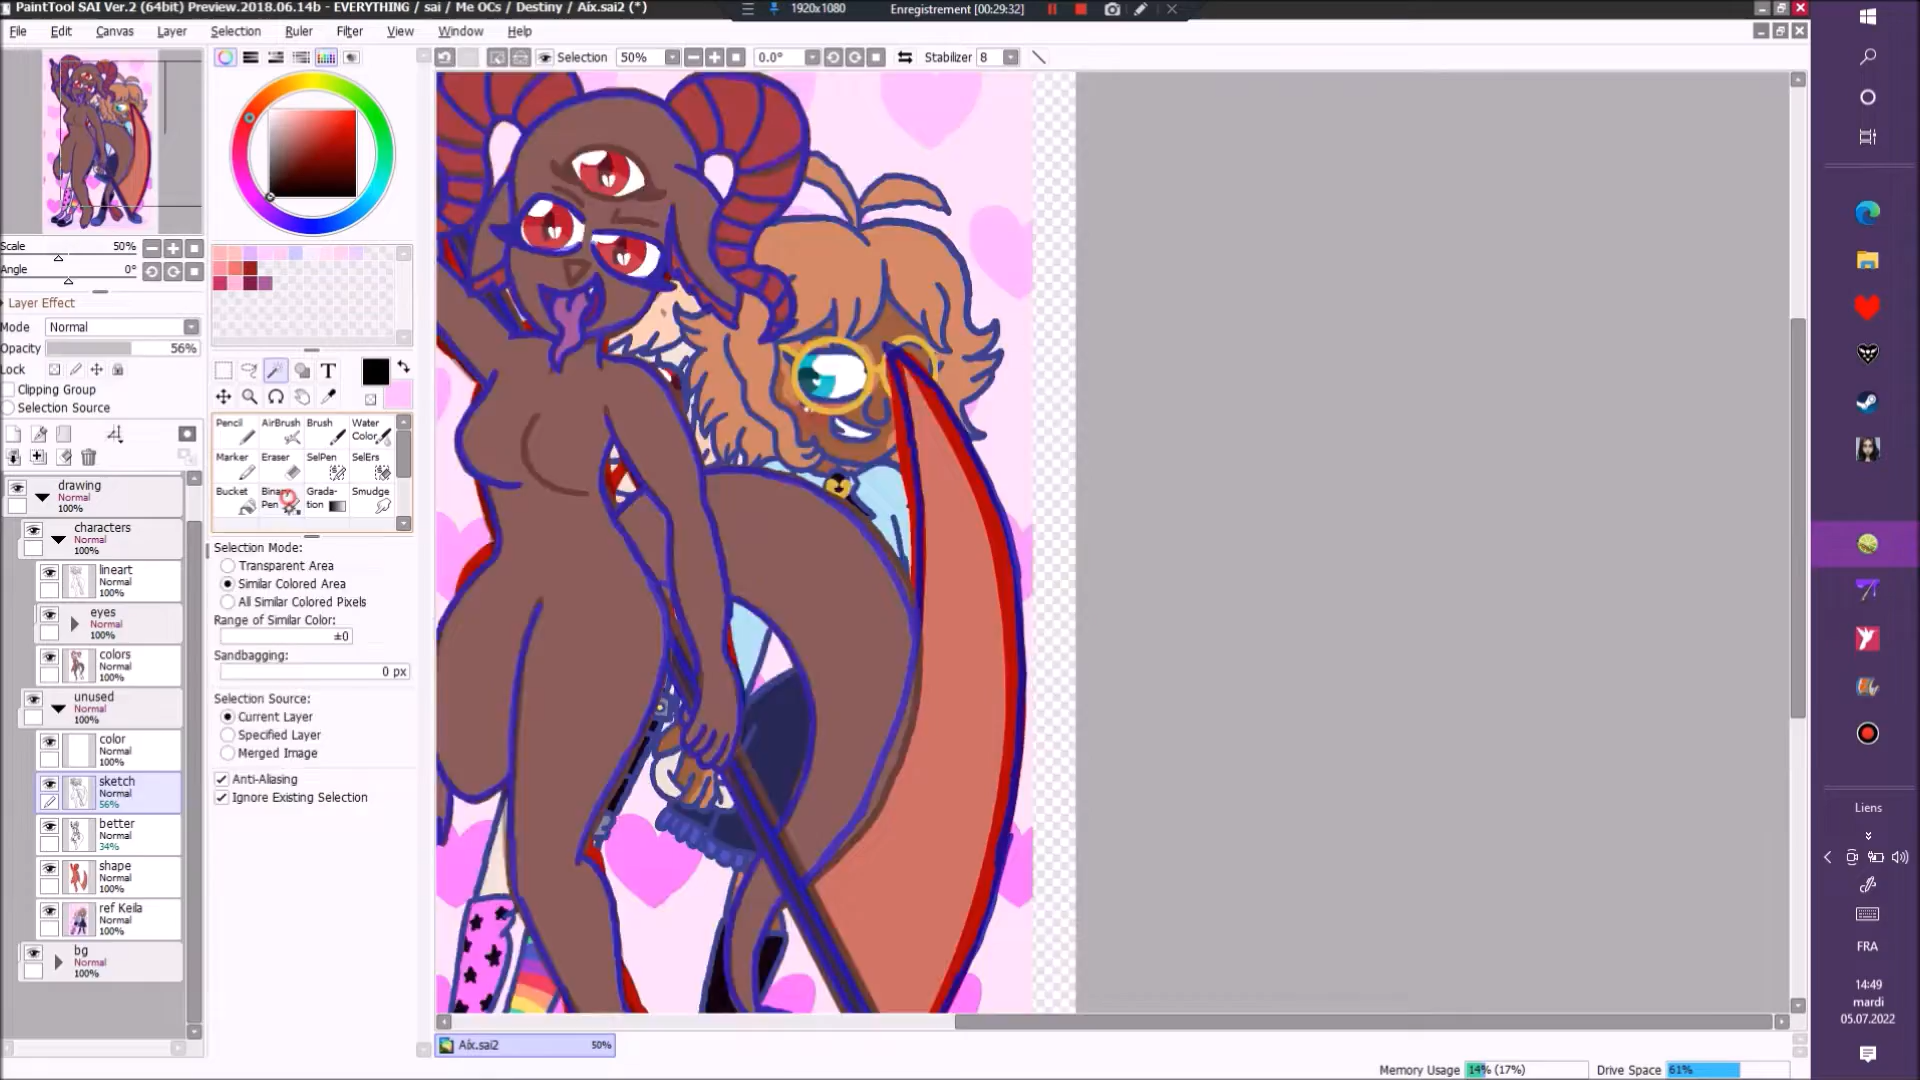 PaintTool SAI Ver.2 (64bit) Preview.2018.06.14b - EVERYTHING / sai / Me OCs / Destiny / Aix.sai2 (*)
1920x1080
Enregistrement [00:29:32]
File Edit Canvas Layer Selection Ruler Filter View Window Help
Selection 50% 0.0° Stabilizer 8
Scale 50%
Angle 0°
Layer Effect
Mode Normal
Opacity 56%
Lock
Clipping Group
Selection Source
drawing
Normal
100%
characters
Normal
100%
lineart
Normal
100%
eyes
Normal
100%
colors
Normal
100%
unused
Normal
100%
color
Normal
100%
sketch
Normal
56%
better
Normal
34%
shape
Normal
100%
ref Keila
Normal
100%
bg
Normal
100%
T
Pencil AirBrush Brush Water Color
Marker Eraser SelPen SelErs
Bucket Binary Pen Grada-tion Smudge
Selection Mode:
Transparent Area
Similar Colored Area
All Similar Colored Pixels
Range of Similar Color:
±0
Sandbagging:
0 px
Selection Source:
Current Layer
Specified Layer
Merged Image
Anti-Aliasing
Ignore Existing Selection
Aix.sai2 50%
Memory Usage 14% (17%) Drive Space 61%
Liens
FRA
14:49
mardi
05.07.2022